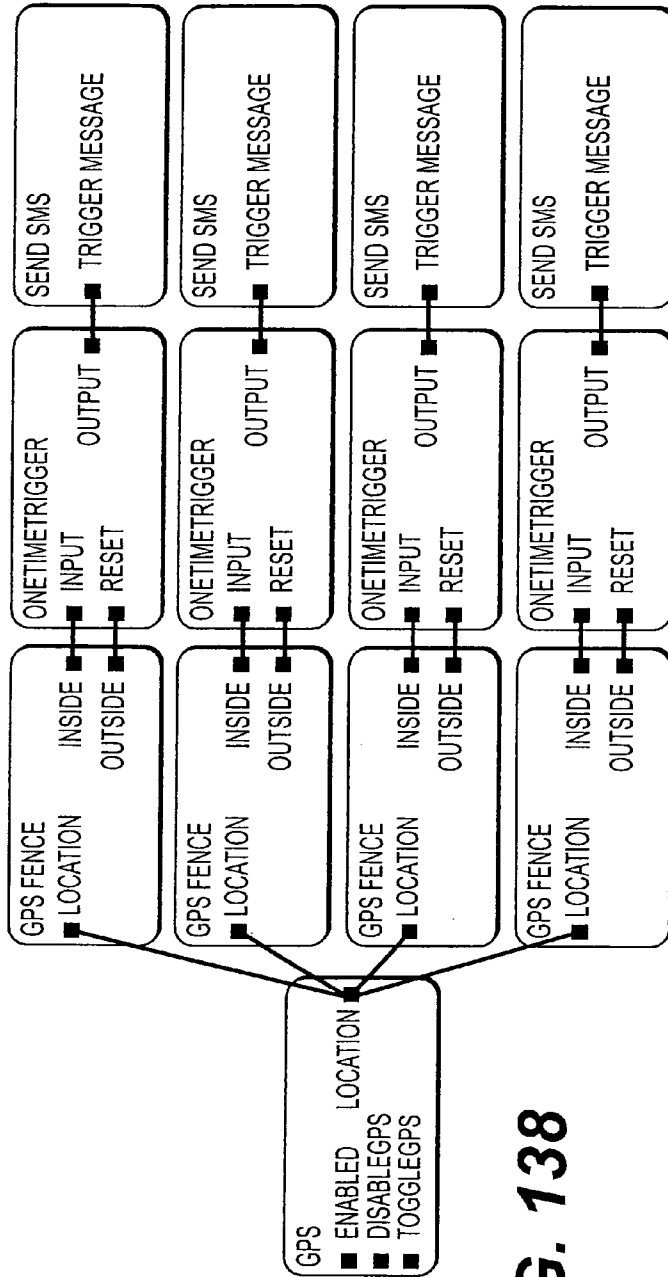 GPS
ENABLED LOCATION
DISABLEGPS
TOGGLEGPS
GPS FENCE
LOCATION
INSIDE
OUTSIDE
ONETIMETRIGGER
INPUT
RESET
OUTPUT
SEND SMS
TRIGGER MESSAGE
GPS FENCE
LOCATION
INSIDE
OUTSIDE
ONETIMETRIGGER
INPUT
RESET
OUTPUT
SEND SMS
TRIGGER MESSAGE
GPS FENCE
LOCATION
INSIDE
OUTSIDE
ONETIMETRIGGER
INPUT
RESET
OUTPUT
SEND SMS
TRIGGER MESSAGE
GPS FENCE
LOCATION
INSIDE
OUTSIDE
ONETIMETRIGGER
INPUT
RESET
OUTPUT
SEND SMS
TRIGGER MESSAGE
G. 138